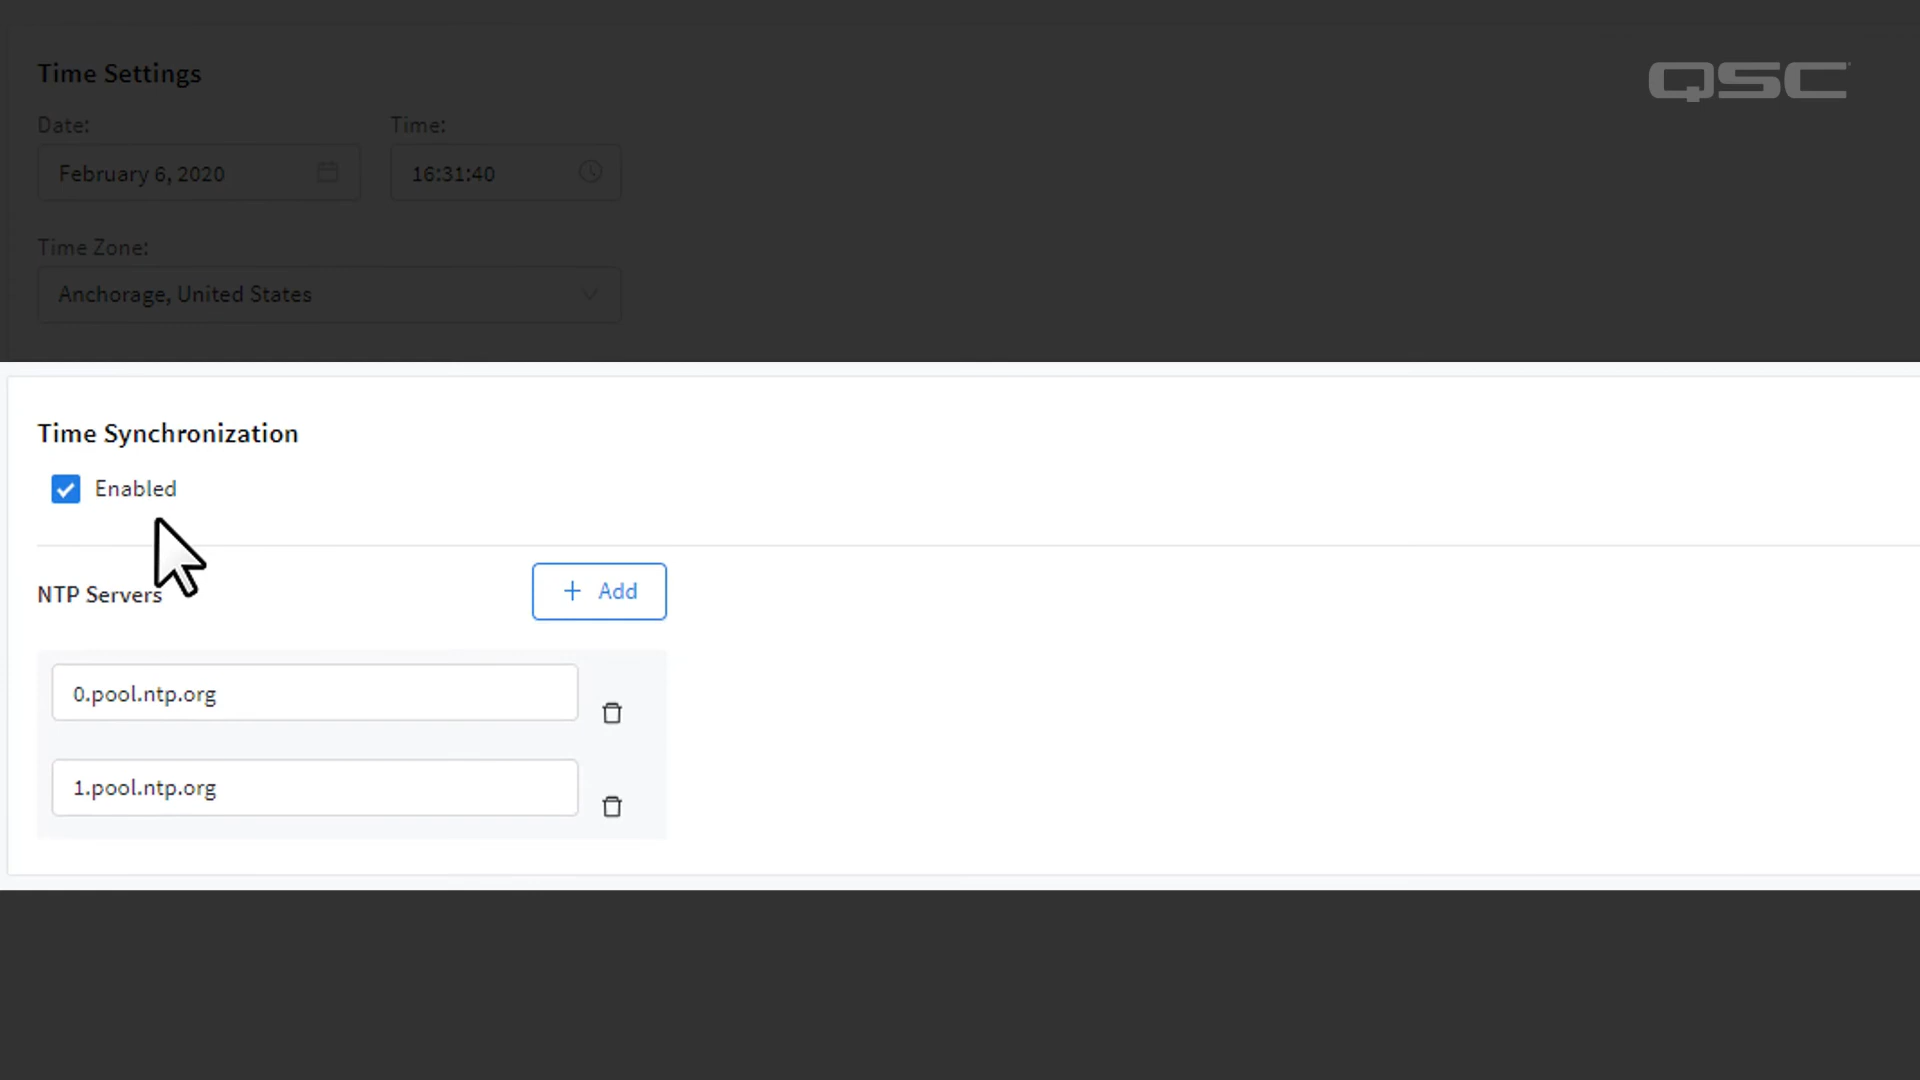 Time Settings
QSC
Date:
Time:
February 6, 2020
16:31:40
Time Zone:
Anchorage, United States
Time Synchronization
Enabled
NTP Servers
+ Add
0.pool.ntp.org
1.pool.ntp.org